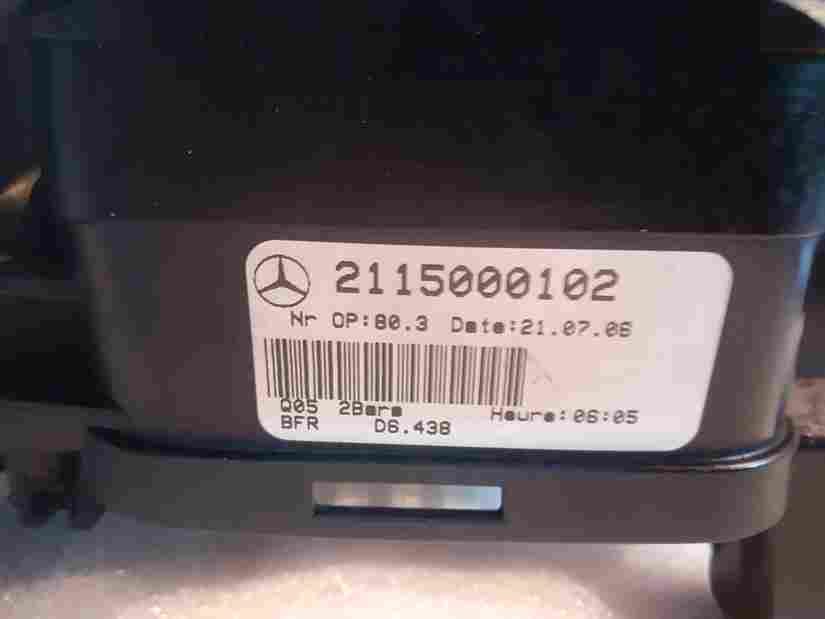 2115000102
Nr OP:80.3 Date:21.07.06
Q05 2Bars Heure:06:05
BFR D6.438